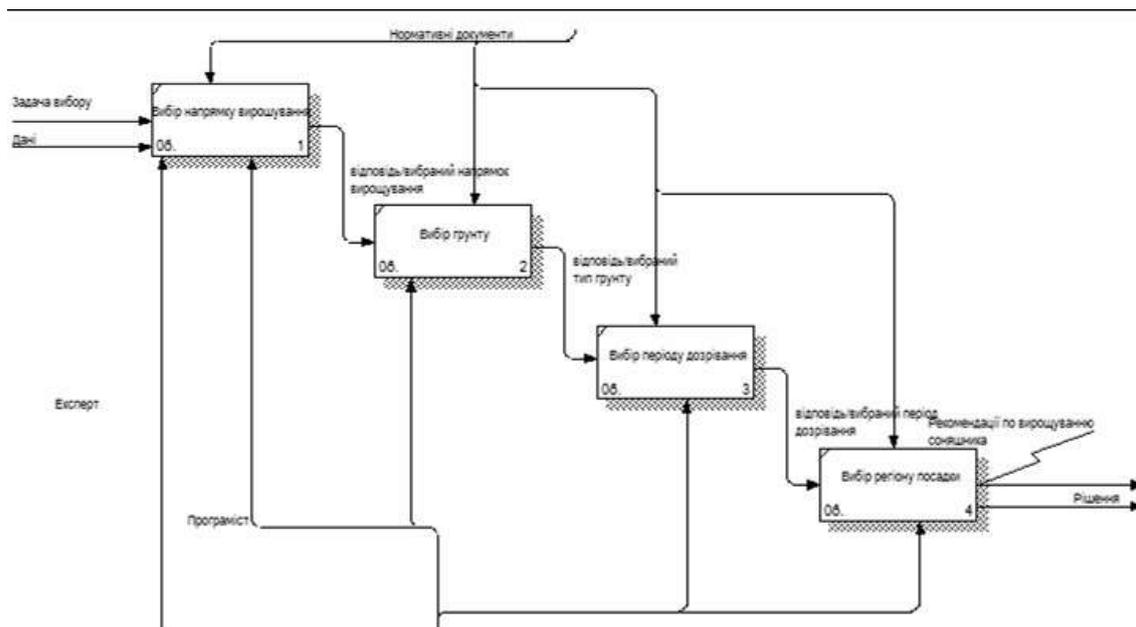 Нормативні документи
Задача вибору
Дані
Вибір напрямку вирощування
0б.
1
відповідь/вибраний напрямок
вирощування
Вибір грунту
0б.
2
відповідь/вибраний
тип грунту
Вибір періоду дозрівання
0б.
3
Експерт
відповідь/вибраний період
дозрівання
Рекомендації по вирощуванню
соняшника
Вибір регіону посадки
0б.
4
Рішення
Програміст